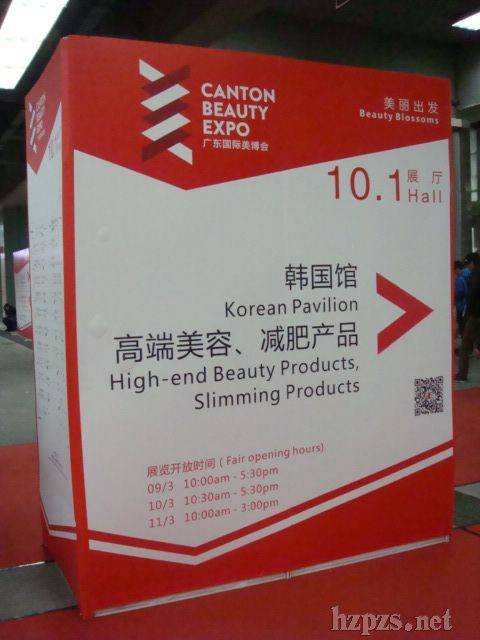 CANTON
BEAUTY
EXPO
广东国际美博会
美丽出发
Beauty Blossoms
10.1 展厅
Hall
韩国馆
Korean Pavilion
高端美容、减肥产品
High-end Beauty Products,
Slimming Products
展览开放时间 (Fair opening hours)
09/3 10:00am - 5:30pm
10/3 10:30am - 5:30pm
11/3 10:00am - 3:00pm
hzpzs.net